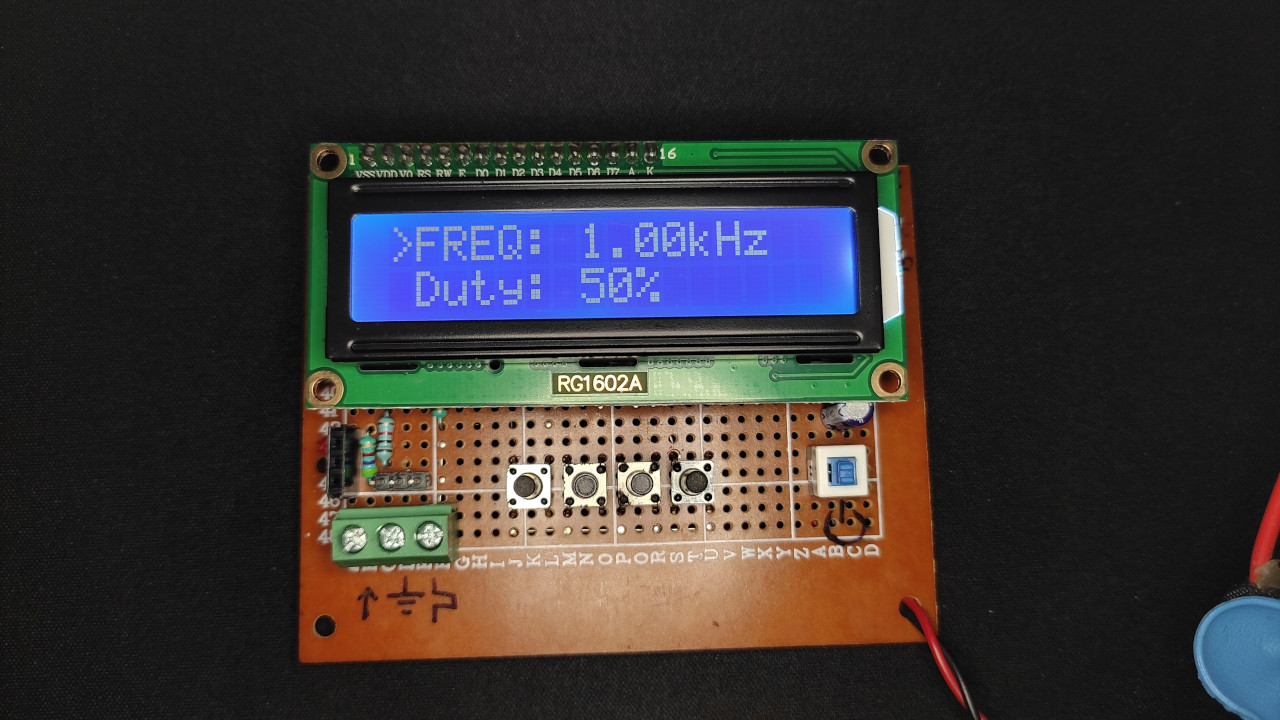 1 16
VSS VDD V0 RS RW E D0 D1 D2 D3 D4 D5 D6 D7 A K
>FREQ: 1.00kHz
Duty: 50%
RG1602A
G H I J K L M N O P Q R S T U V W X Y Z A B C D